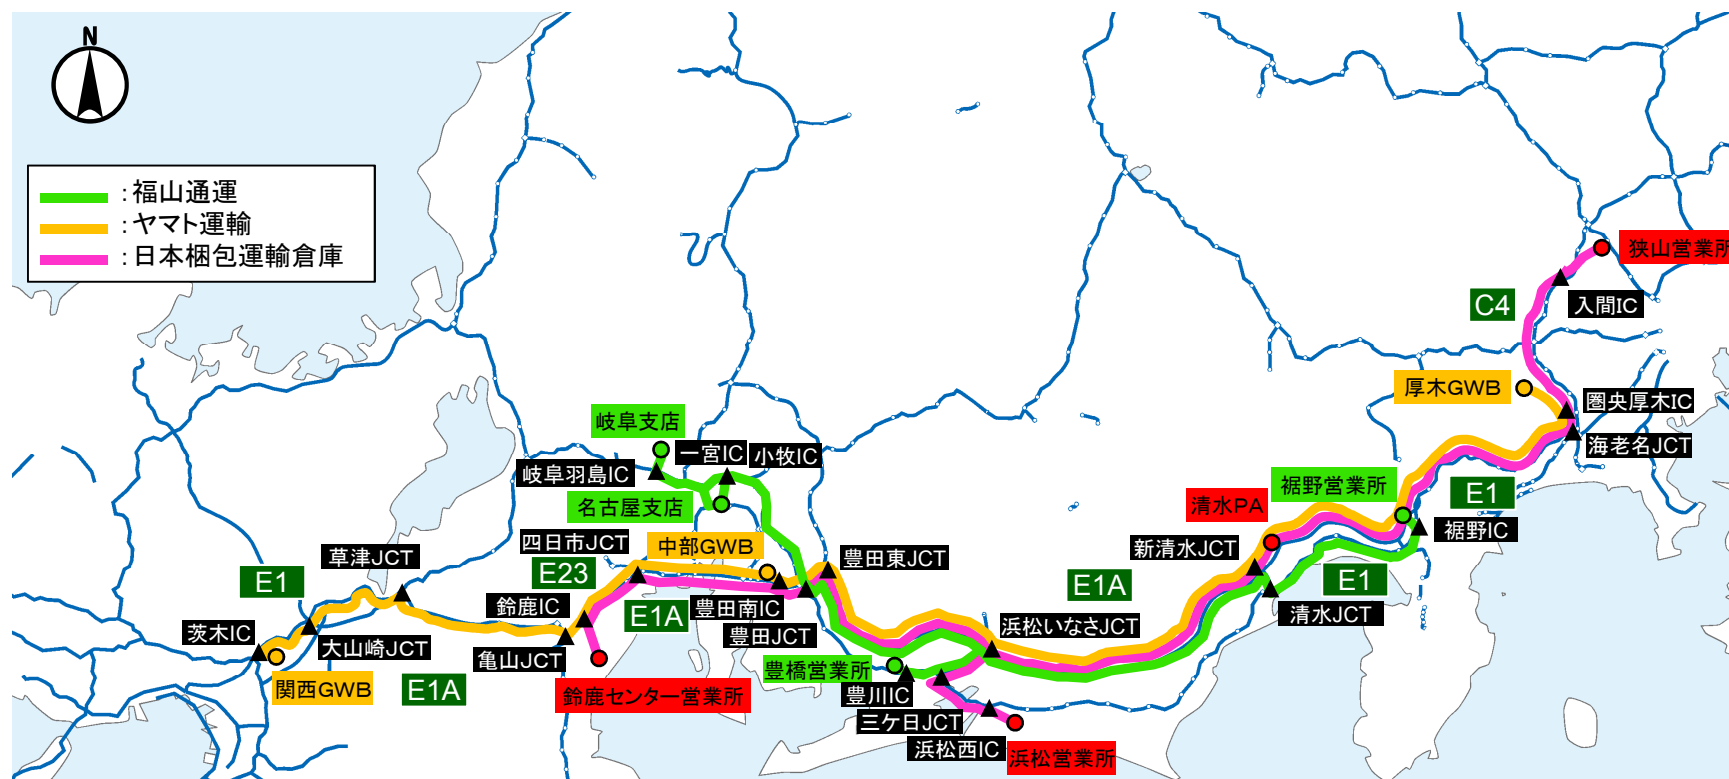 N
：福山通運
：ヤマト運輸
：日本梱包運輸倉庫
狭山営業所
C4
入間IC
厚木GWB
圏央厚木IC
海老名JCT
岐阜支店
一宮IC
小牧IC
岐阜羽島IC
名古屋支店
裾野営業所
E1
清水PA
裾野IC
四日市JCT
中部GWB
新清水JCT
草津JCT
豊田東JCT
E1
E23
E1A
E1
鈴鹿IC
E1A
豊田南IC
清水JCT
茨木IC
大山崎JCT
豊田JCT
浜松いなさJCT
亀山JCT
豊橋営業所
関西GWB
E1A
鈴鹿センター営業所
豊川IC
三ケ日JCT
浜松西IC
浜松営業所